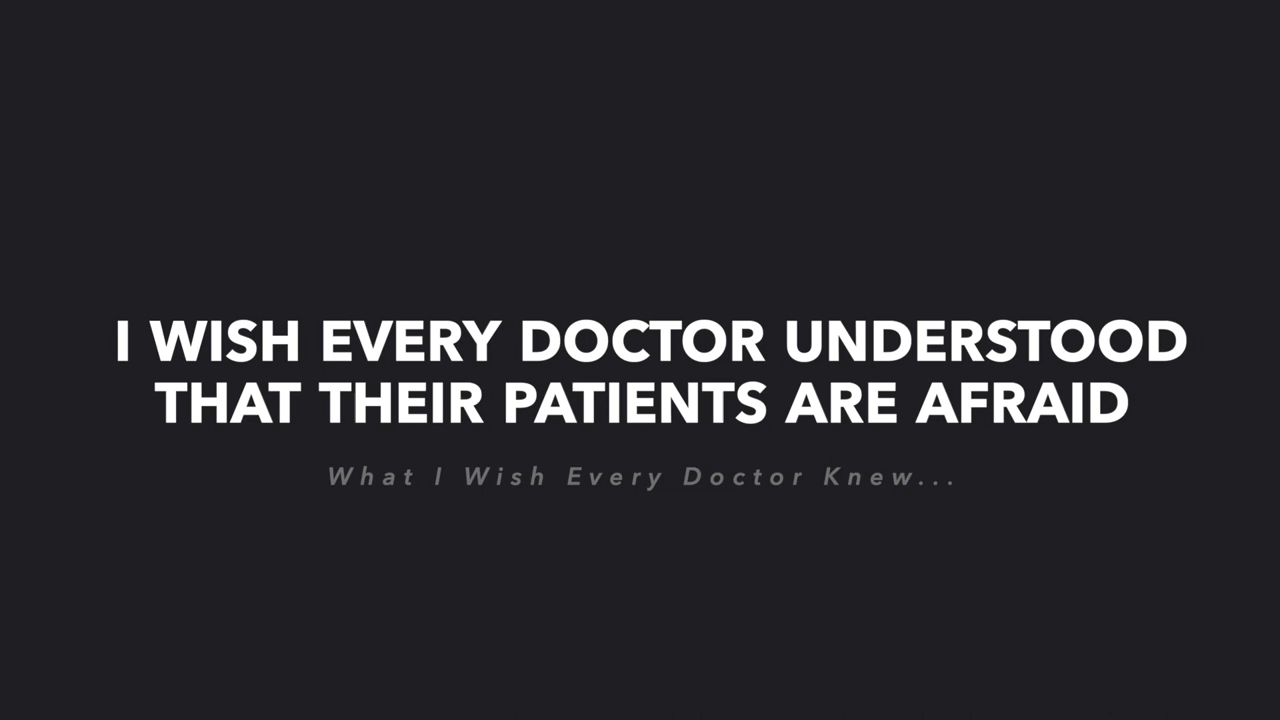 I WISH EVERY DOCTOR UNDERSTOOD
THAT THEIR PATIENTS ARE AFRAID
What I Wish Every Doctor Knew...